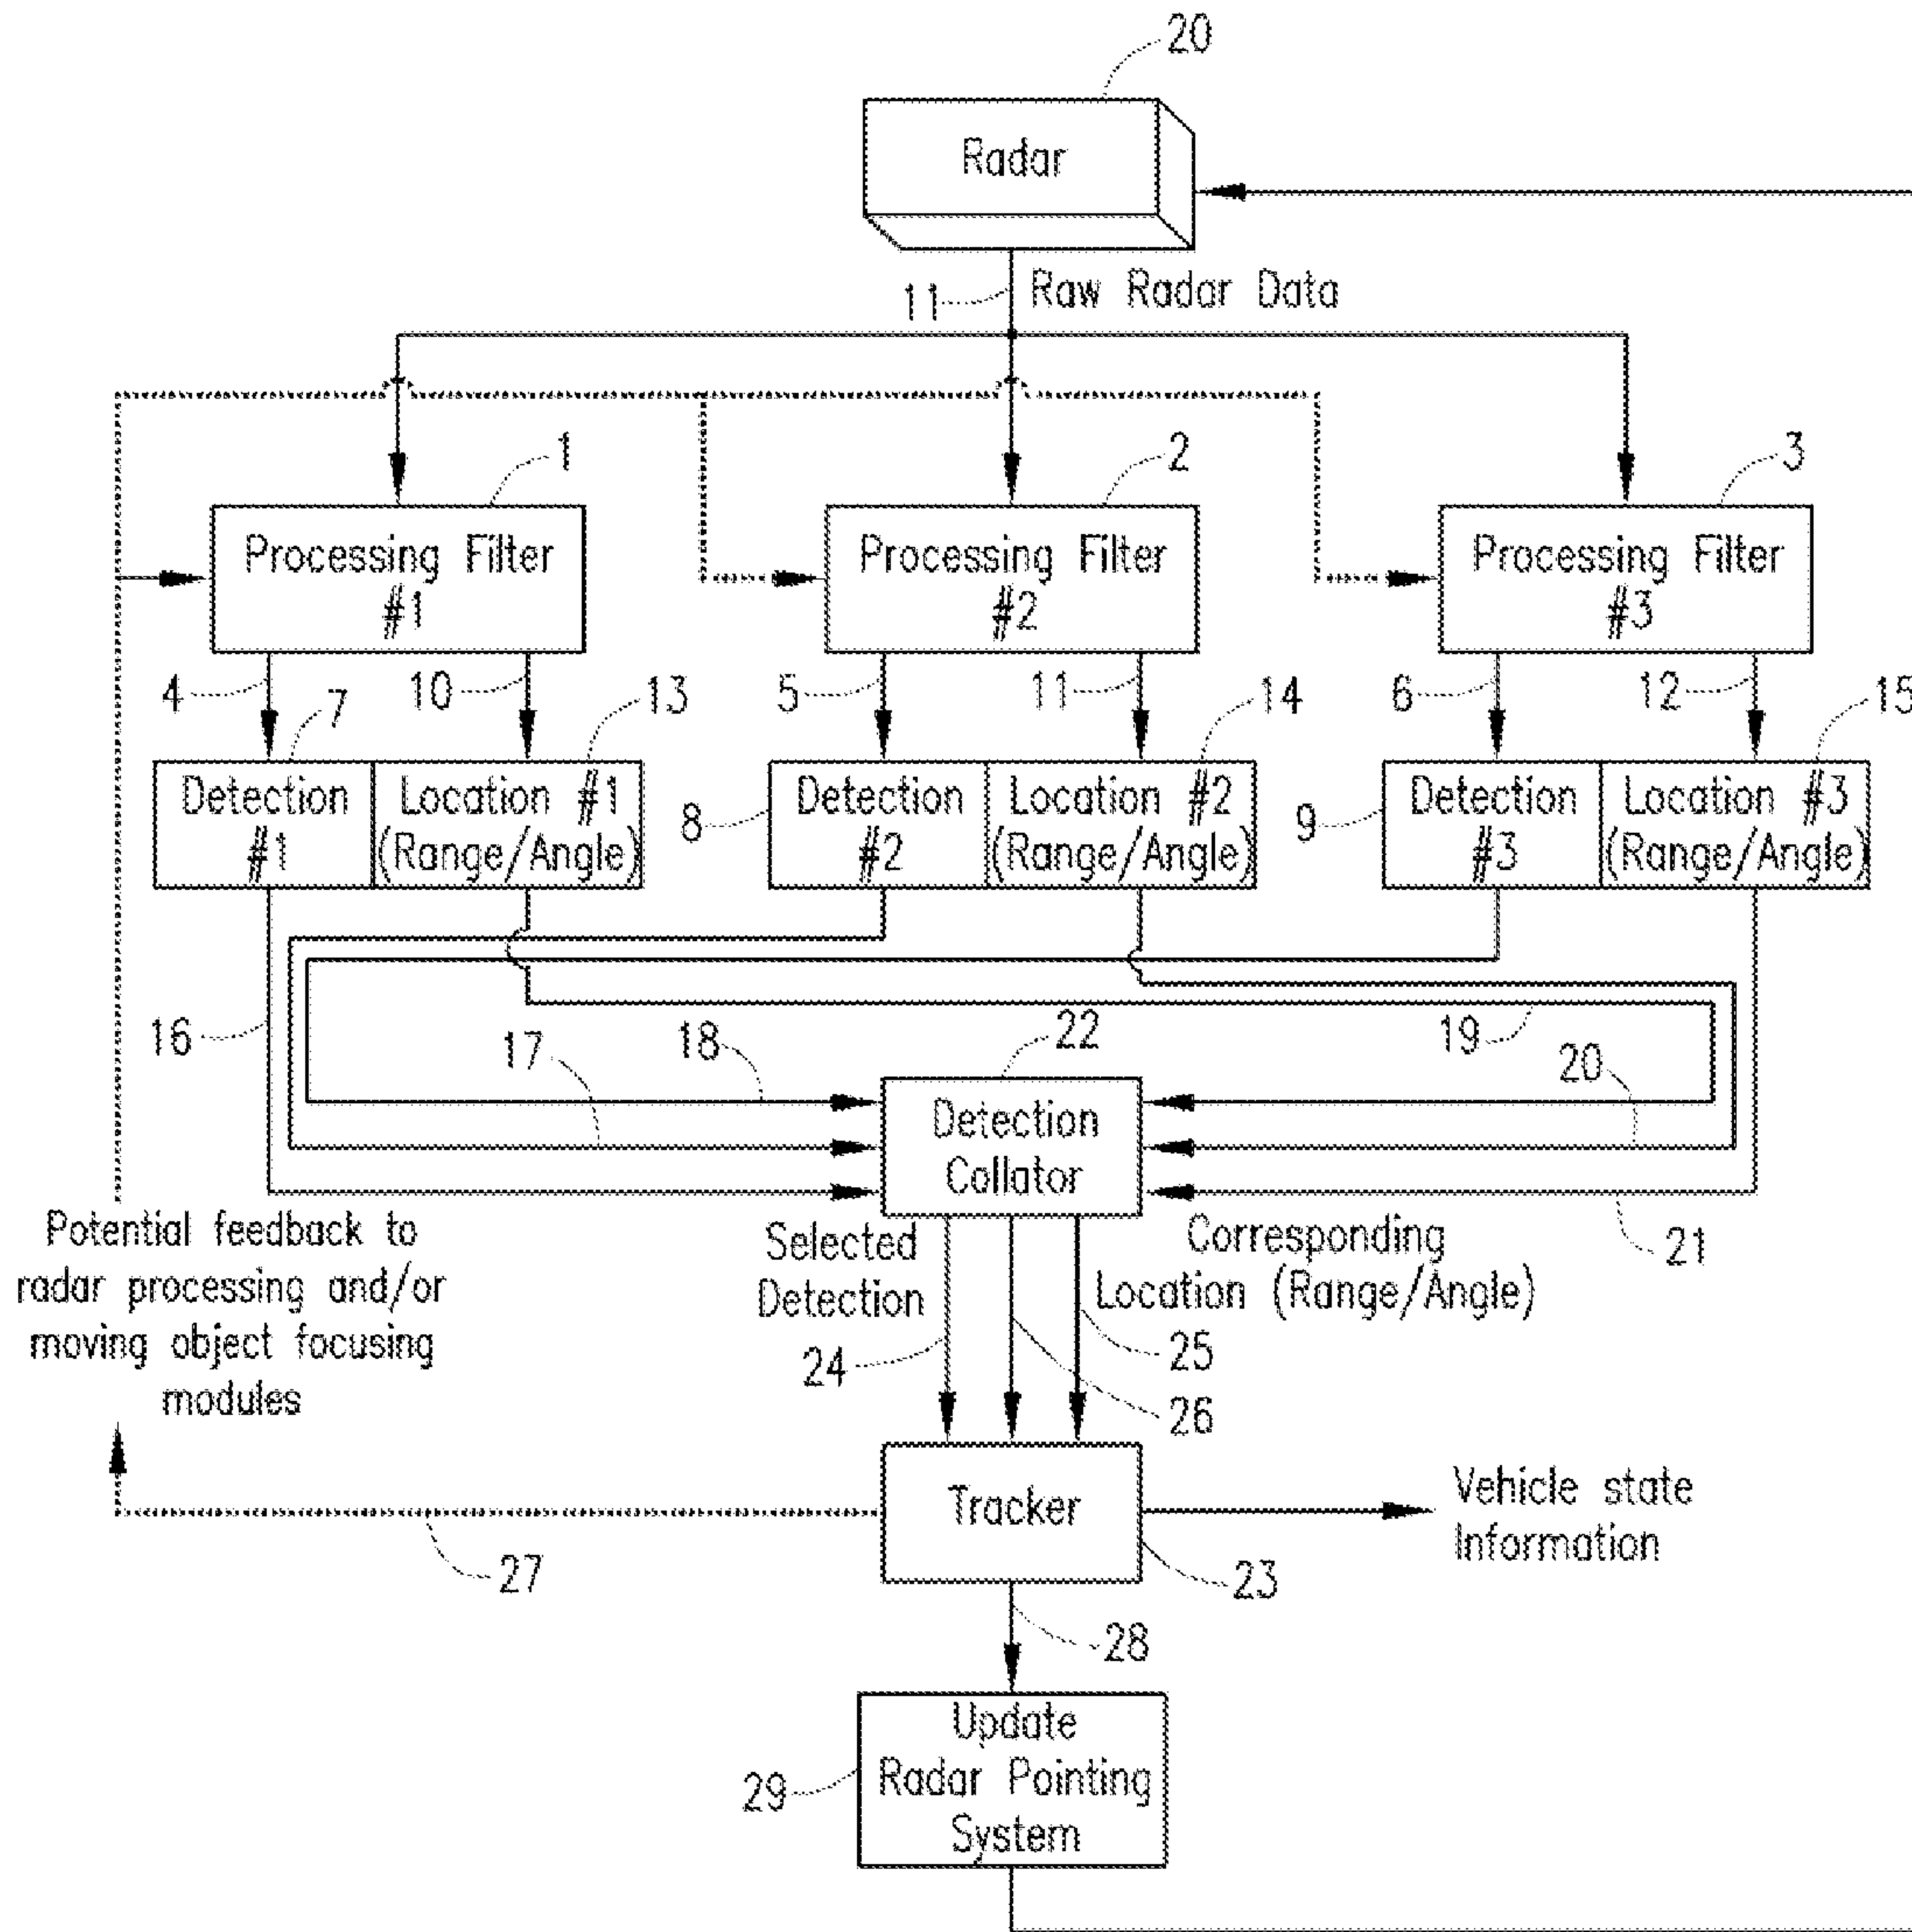 20
Radar
11
Raw Radar Data
1
2
3
Processing Filter
#1
Processing Filter
#2
Processing Filter
#3
4
10
5
11
6
12
7
13
14
15
Detection
#1
Location #1
(Range/Angle)
8
Detection
#2
Location #2
(Range/Angle)
9
Detection
#3
Location #3
(Range/Angle)
16
17
18
22
19
20
Detection
Collator
21
Potential feedback to
radar processing and/or
moving object focusing
modules
Selected
Detection
24
Corresponding
Location (Range/Angle)
25
26
Tracker
Vehicle state
Information
27
23
28
Update
Radar Pointing
System
29